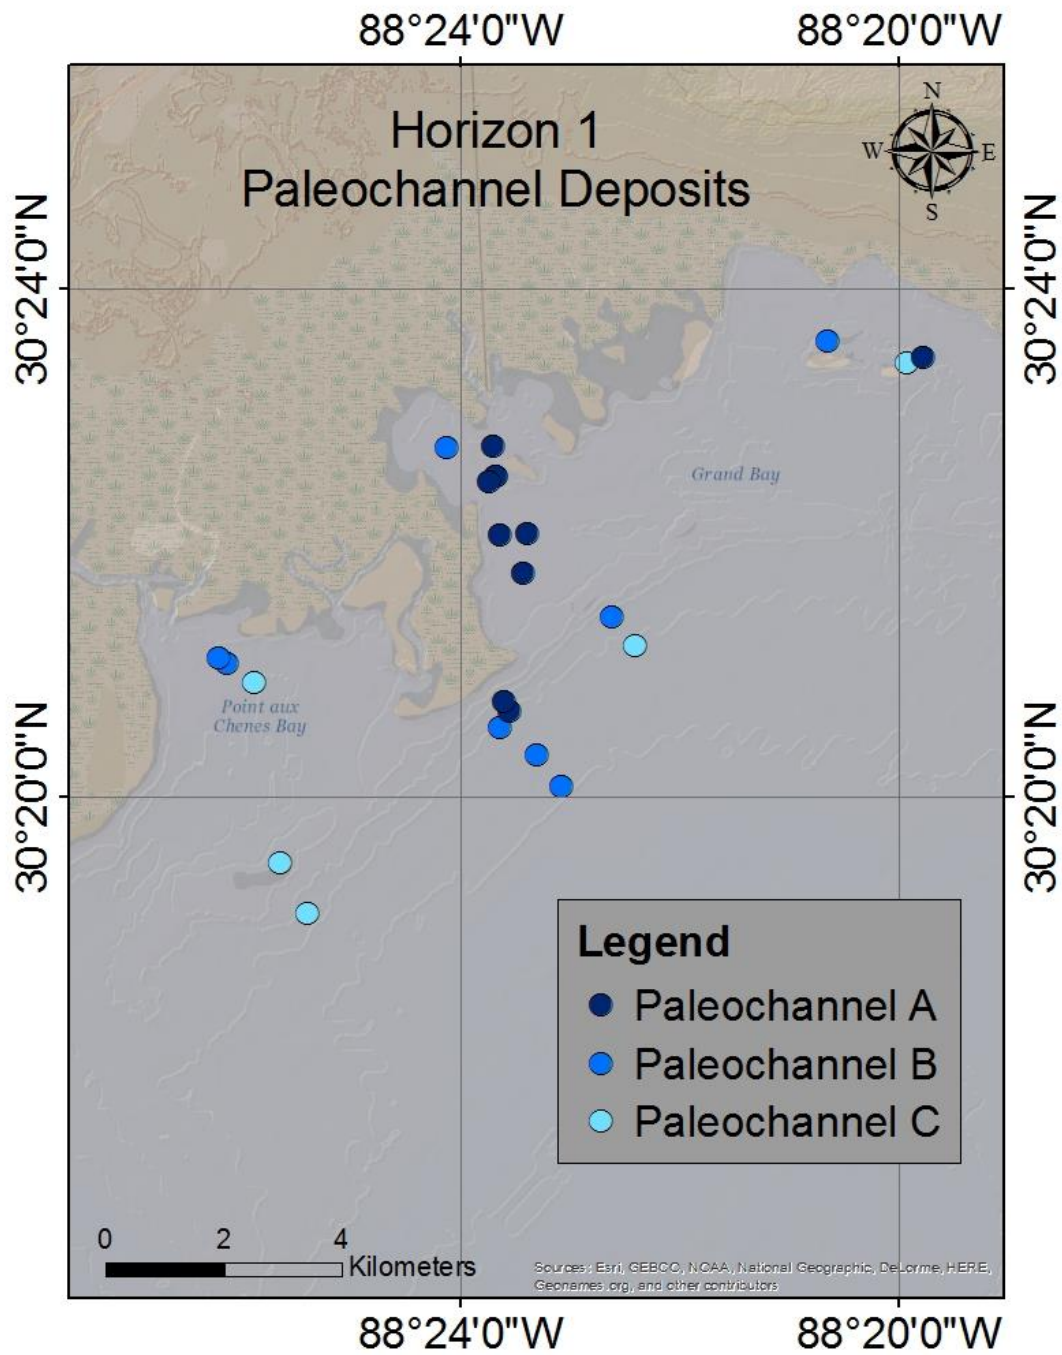 88°24'0"W 88°20'0"W
Horizon 1
Paleochannel Deposits
N
W E
S
30°24'0"N 30°24'0"N
Grand Bay
Point aux
Chenes Bay
30°20'0"N 30°20'0"N
Legend
Paleochannel A
Paleochannel B
Paleochannel C
0 2 4
Kilometers
Sources: Esri, GEBCO, NOAA, National Geographic, DeLorme, HERE,
Geonames.org, and other contributors
88°24'0"W 88°20'0"W